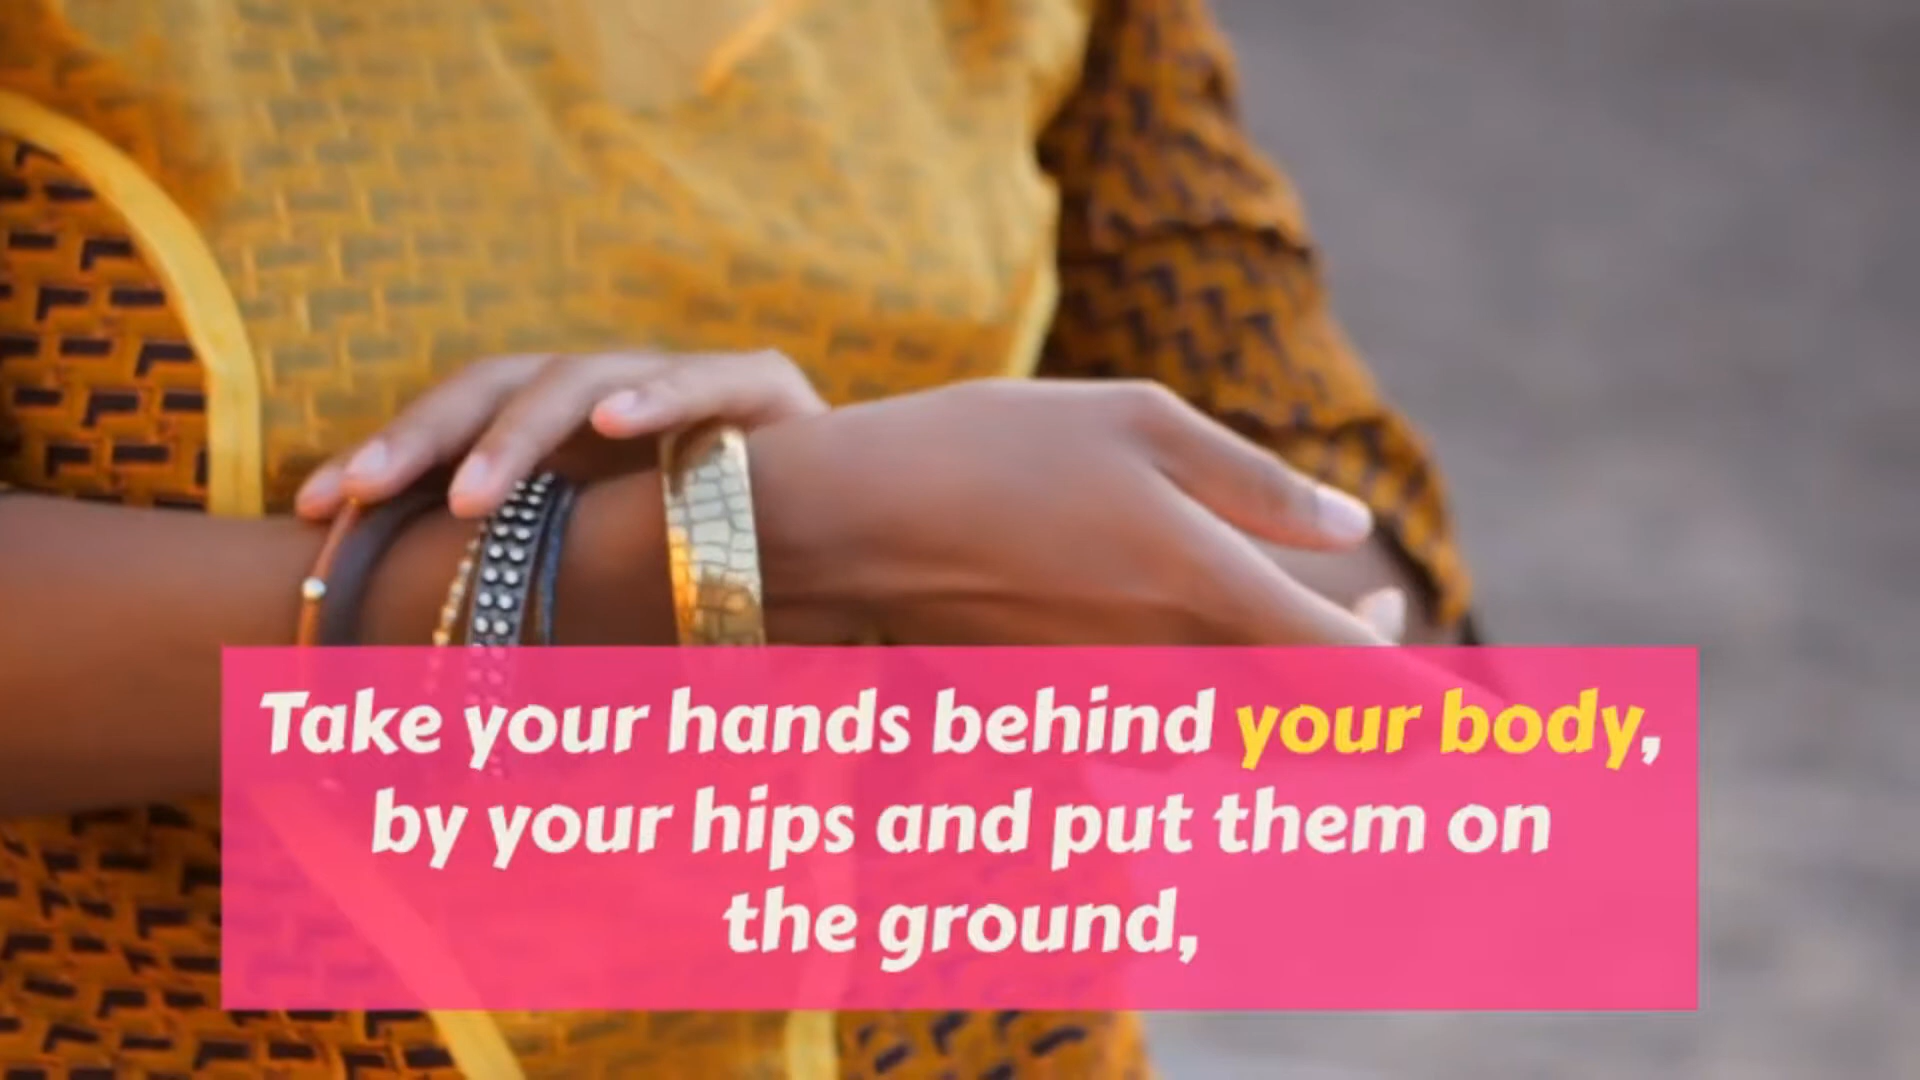 Take your hands behind your body,
by your hips and put them on
the ground,